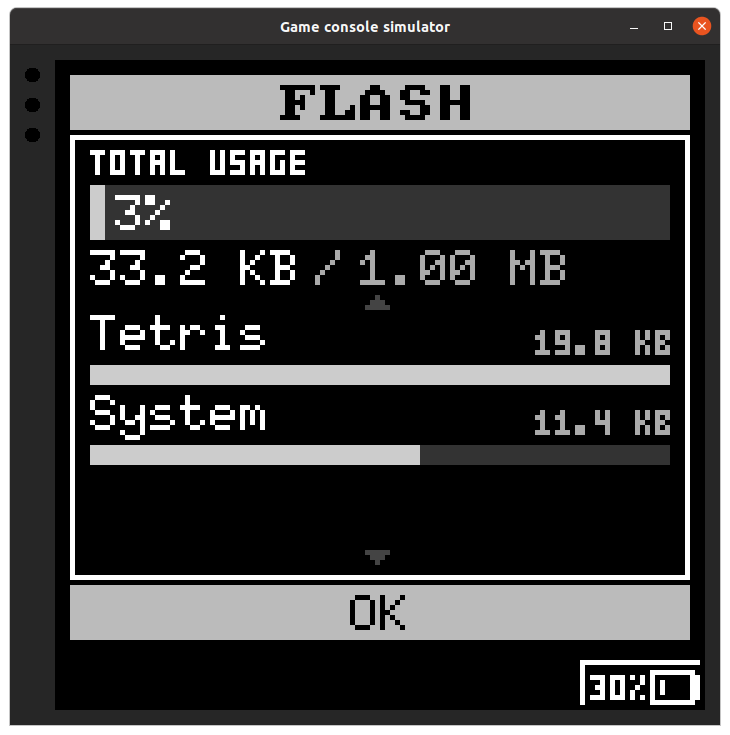 Game console simulator
FLASH
TOTAL USAGE
3%
33.2 KB / 1.00 MB
Tetris 19.8 KB
System 11.4 KB
OK
30%